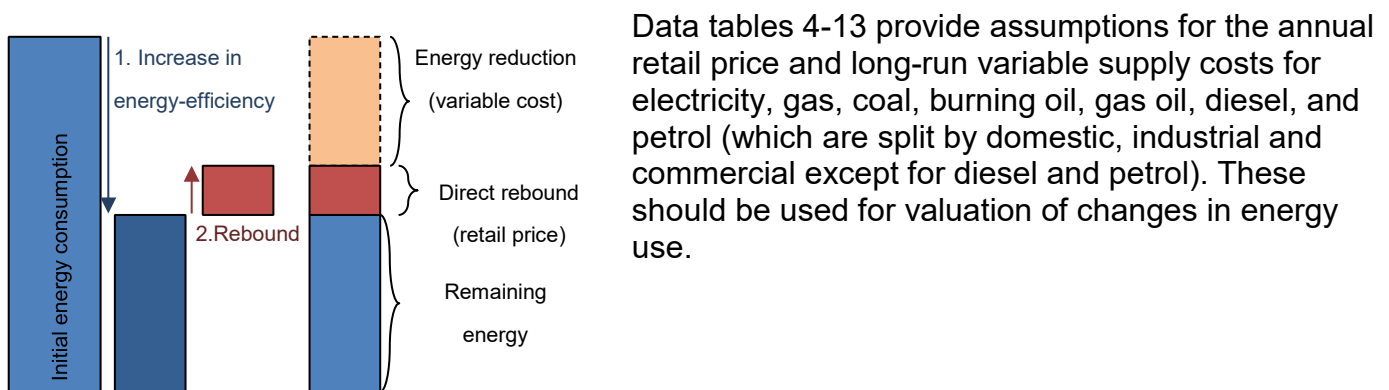 1. Increase in
energy-efficiency
Initial energy consumption
2.Rebound
Energy reduction
(variable cost)
Direct rebound
(retail price)
Remaining
energy
Data tables 4-13 provide assumptions for the annual
retail price and long-run variable supply costs for
electricity, gas, coal, burning oil, gas oil, diesel, and
petrol (which are split by domestic, industrial and
commercial except for diesel and petrol). These
should be used for valuation of changes in energy
use.